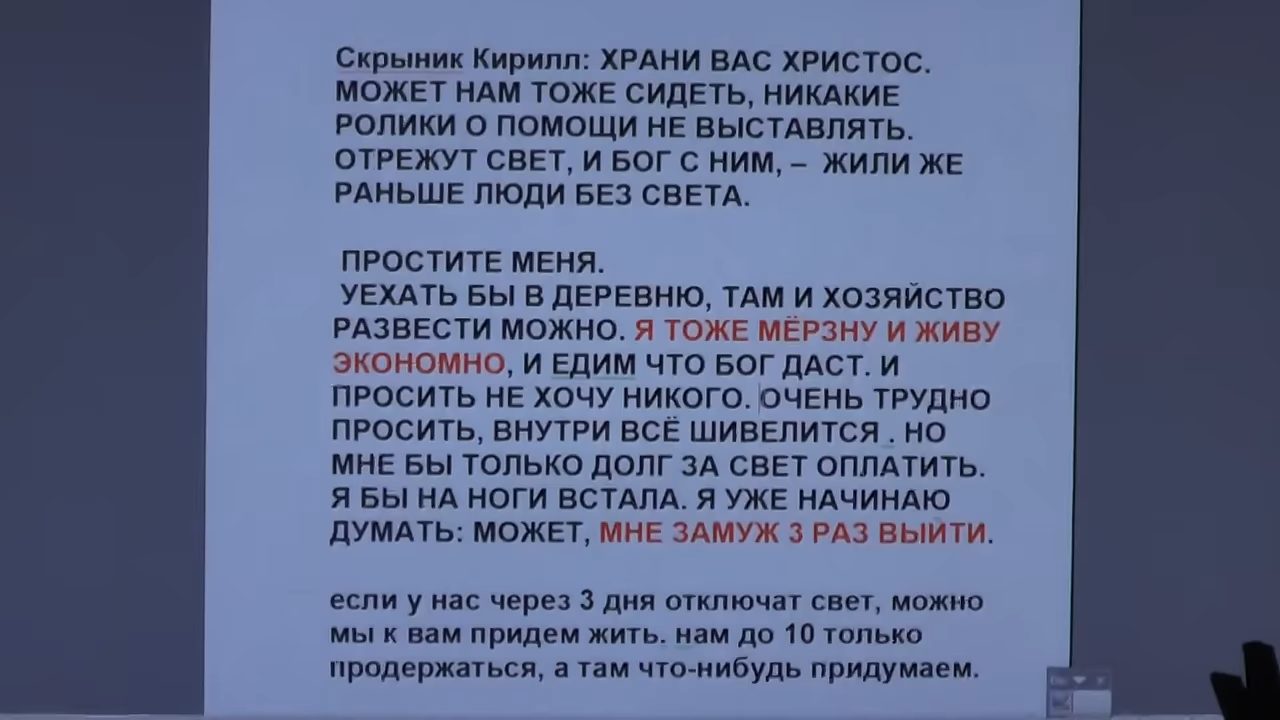 Скрыник Кирилл: ХРАНИ ВАС ХРИСТОС.
МОЖЕТ НАМ ТОЖЕ СИДЕТЬ, НИКАКИЕ
РОЛИКИ О ПОМОЩИ НЕ ВЫСТАВЛЯТЬ.
ОТРЕЖУТ СВЕТ, И БОГ С НИМ, – ЖИЛИ ЖЕ
РАНЬШЕ ЛЮДИ БЕЗ СВЕТА.
ПРОСТИТЕ МЕНЯ.
УЕХАТЬ БЫ В ДЕРЕВНЮ, ТАМ И ХОЗЯЙСТВО
РАЗВЕСТИ МОЖНО. Я ТОЖЕ МЁРЗНУ И ЖИВУ
ЭКОНОМНО, И ЕДИМ ЧТО БОГ ДАСТ. И
ПРОСИТЬ НЕ ХОЧУ НИКОГО. ОЧЕНЬ ТРУДНО
ПРОСИТЬ, ВНУТРИ ВСЁ ШИВЕЛИТСЯ . НО
МНЕ БЫ ТОЛЬКО ДОЛГ ЗА СВЕТ ОПЛАТИТЬ.
Я БЫ НА НОГИ ВСТАЛА. Я УЖЕ НАЧИНАЮ
ДУМАТЬ: МОЖЕТ, МНЕ ЗАМУЖ 3 РАЗ ВЫЙТИ.
если у нас через 3 дня отключат свет, можно
мы к вам придем жить. нам до 10 только
продержаться, а там что-нибудь придумаем.